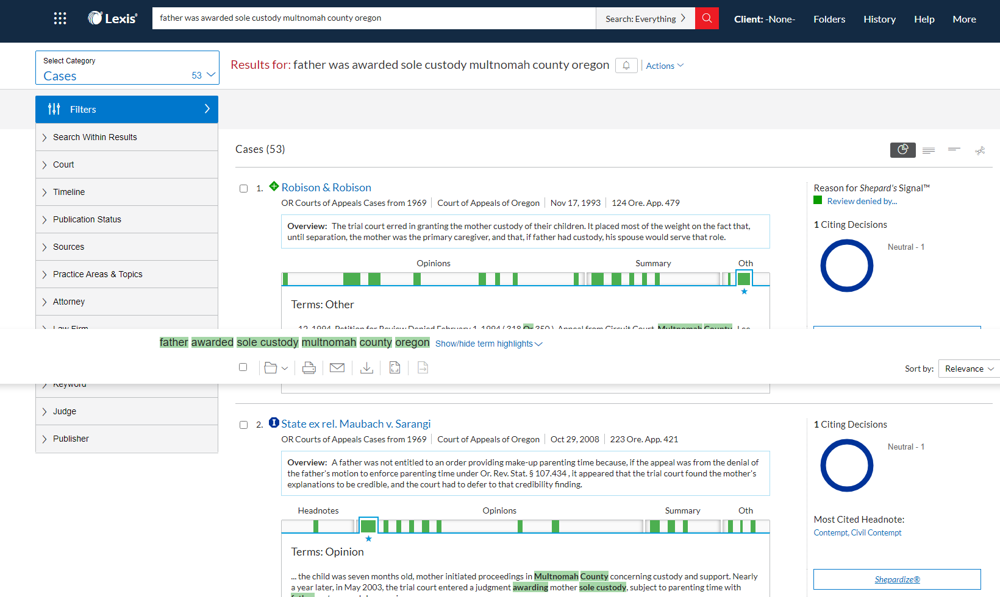 Lexis®
father was awarded sole custody multnomah county oregon
Search: Everything
Client: -None-
Folders
History
Help
More
Select Category
Cases
53
Results for: father was awarded sole custody multnomah county oregon
Actions
Filters
Search Within Results
Court
Timeline
Publication Status
Sources
Practice Areas & Topics
Attorney
Law Firm
Keyword
Judge
Publisher
Cases (53)
1. Robison & Robison
OR Courts of Appeals Cases from 1969 | Court of Appeals of Oregon | Nov 17, 1993 | 124 Ore. App. 479
Overview: The trial court erred in granting the mother custody of their children. It placed most of the weight on the fact that,
until separation, the mother was the primary caregiver, and that, if father had custody, his spouse would serve that role.
Opinions
Summary
Oth
Terms: Other
12, 1994. Petition for Review Denied February 1, 1994 ( 318 Or 350 ). Appeal from Circuit Court, Multnomah County. Lee
Reason for Shepard's Signal™
Review denied by...
1 Citing Decisions
Neutral - 1
father awarded sole custody multnomah county oregon Show/hide term highlights
Sort by: Relevance
2. State ex rel. Maubach v. Sarangi
OR Courts of Appeals Cases from 1969 | Court of Appeals of Oregon | Oct 29, 2008 | 223 Ore. App. 421
Overview: A father was not entitled to an order providing make-up parenting time because, if the appeal was from the denial of
the father's motion to enforce parenting time under Or. Rev. Stat. § 107.434 , it appeared that the trial court found the mother's
explanations to be credible, and the court had to defer to that credibility finding.
Headnotes
Opinions
Summary
Oth
Terms: Opinion
... the child was seven months old, mother initiated proceedings in Multnomah County concerning custody and support. Nearly
a year later, in May 2003, the trial court entered a judgment awarding mother sole custody, subject to parenting time with
1 Citing Decisions
Neutral - 1
Most Cited Headnote:
Contempt, Civil Contempt
Shepardize®